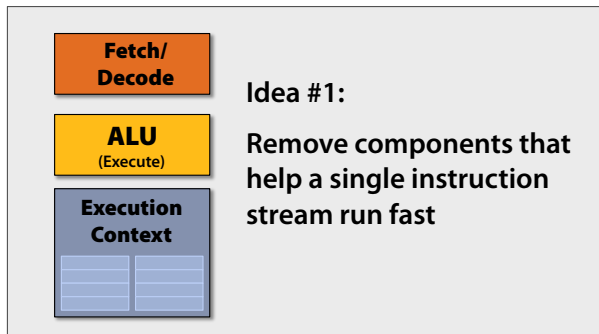 Fetch/
Decode
ALU
(Execute)
Execution
Context
Idea #1:
Remove components that
help a single instruction
stream run fast